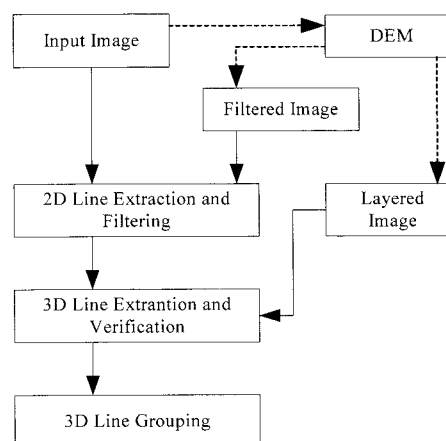 Input Image
DEM
Filtered Image
2D Line Extraction and
Filtering
Layered
Image
3D Line Extrantion and
Verification
3D Line Grouping